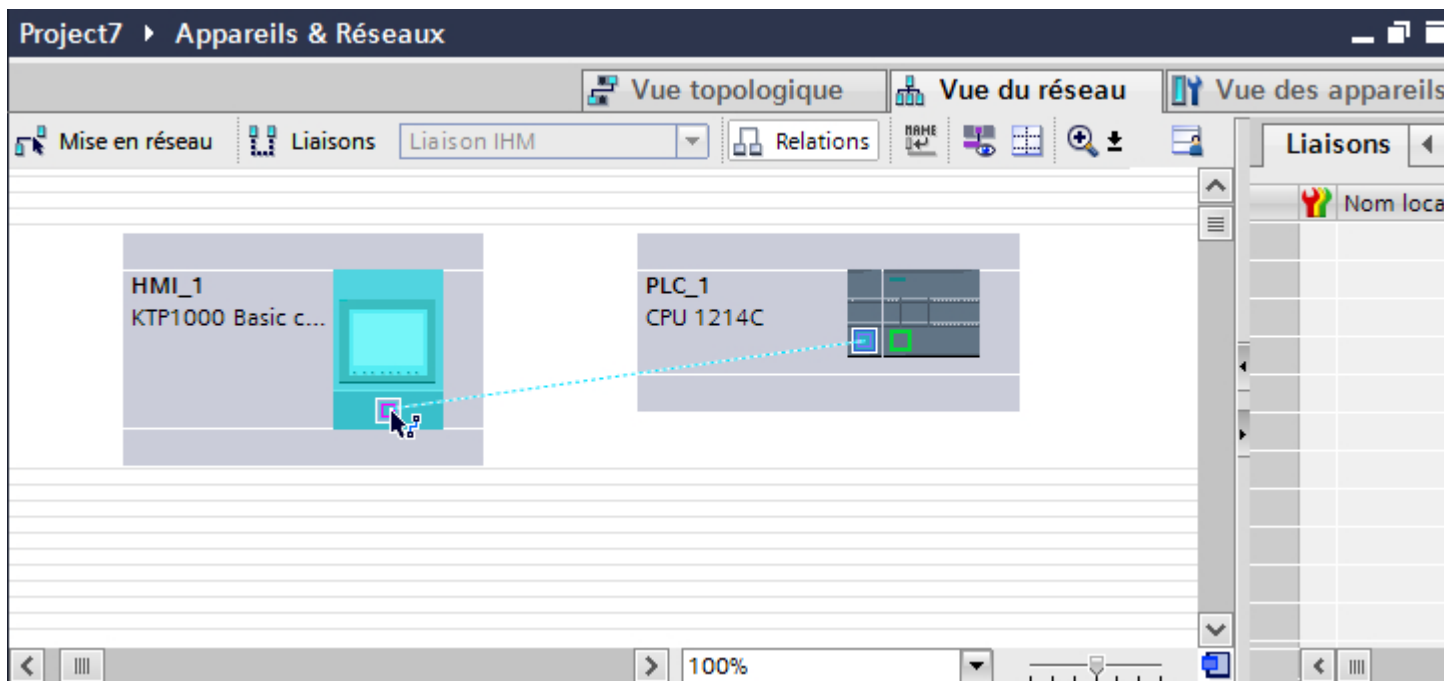 Project7 ▸ Appareils & Réseaux
Vue topologique
Vue du réseau
Vue des appareils
Mise en réseau
Liaisons
Liaison IHM
Relations
NAME
Liaisons
Nom loca
HMI_1
KTP1000 Basic c...
PLC_1
CPU 1214C
100%